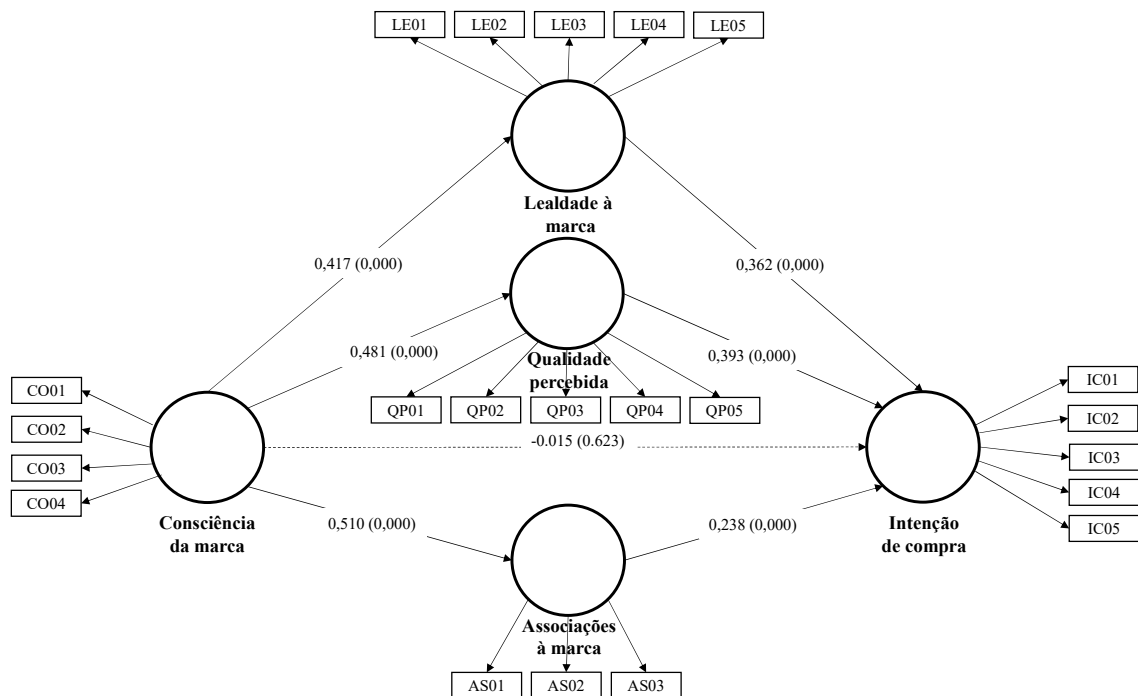 LE01
LE02
LE03
LE04
LE05
Lealdade à
marca
0,417 (0,000)
0,362 (0,000)
0,481 (0,000)
0,393 (0,000)
Qualidade
percebida
QP01
QP02
QP03
QP04
QP05
-0.015 (0.623)
CO01
CO02
CO03
CO04
Consciência
da marca
IC01
IC02
IC03
IC04
IC05
Intenção
de compra
0,510 (0,000)
0,238 (0,000)
Associações
à marca
AS01
AS02
AS03